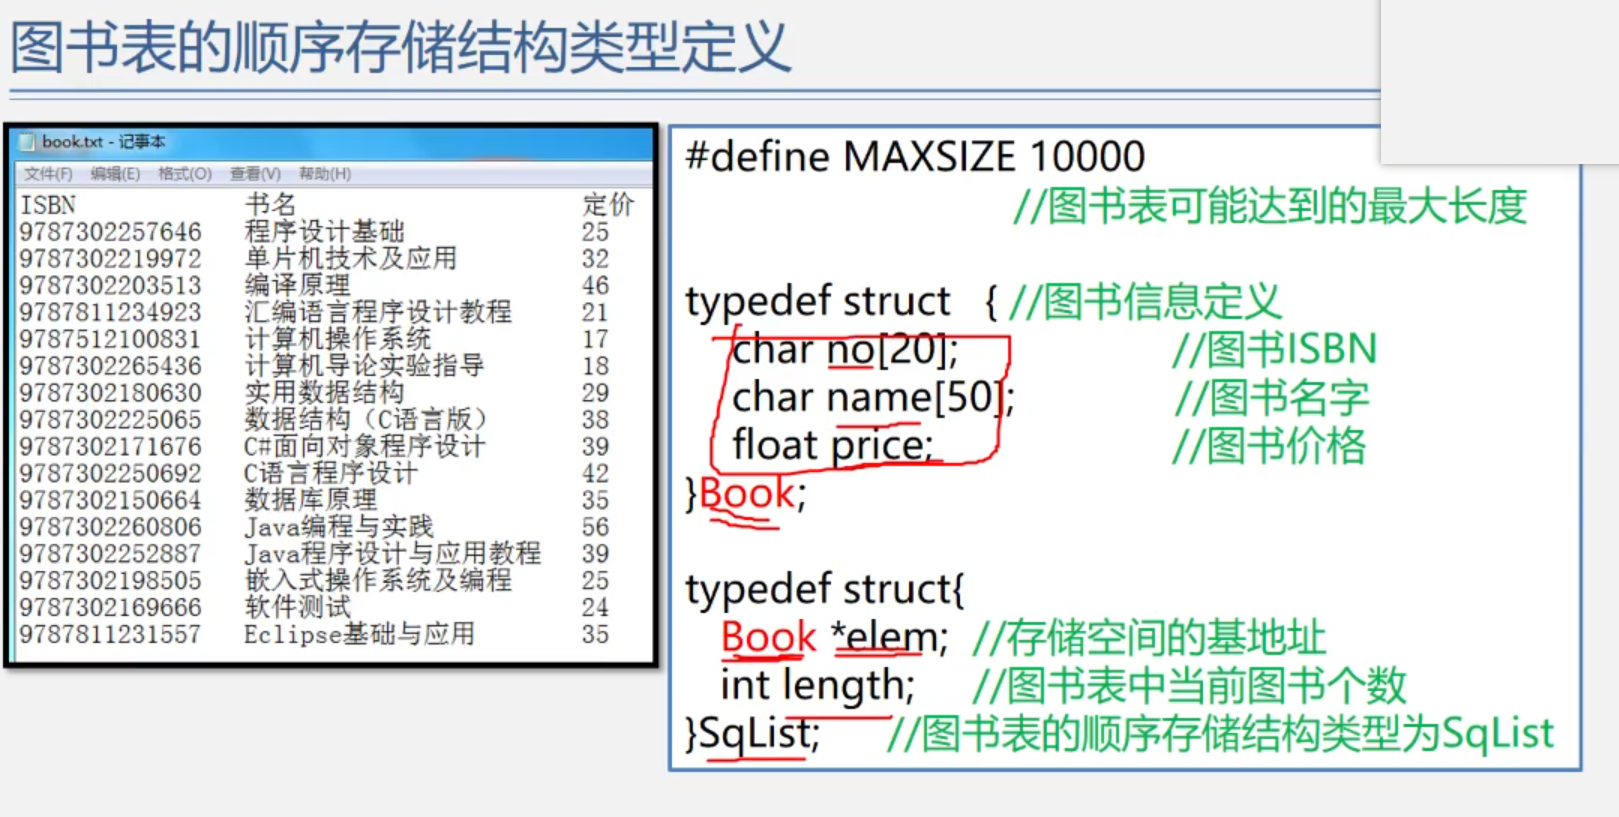 图书表的顺序存储结构类型定义
book.txt - 记事本
文件(F) 编辑(E) 格式(O) 查看(V) 帮助(H)
ISBN 书名 定价
9787302257646 程序设计基础 25
9787302219972 单片机技术及应用 32
9787302203513 编译原理 46
9787811234923 汇编语言程序设计教程 21
9787512100831 计算机操作系统 17
9787302265436 计算机导论实验指导 18
9787302180630 实用数据结构 29
9787302225065 数据结构（C语言版） 38
9787302171676 C#面向对象程序设计 39
9787302250692 C语言程序设计 42
9787302150664 数据库原理 35
9787302260806 Java编程与实践 56
9787302252887 Java程序设计与应用教程 39
9787302198505 嵌入式操作系统及编程 25
9787302169666 软件测试 24
9787811231557 Eclipse基础与应用 35
#define MAXSIZE 10000
//图书表可能达到的最大长度
typedef struct { //图书信息定义
char no[20]; //图书ISBN
char name[50]; //图书名字
float price; //图书价格
}Book;
typedef struct{
Book *elem; //存储空间的基地址
int length; //图书表中当前图书个数
}SqList; //图书表的顺序存储结构类型为SqList